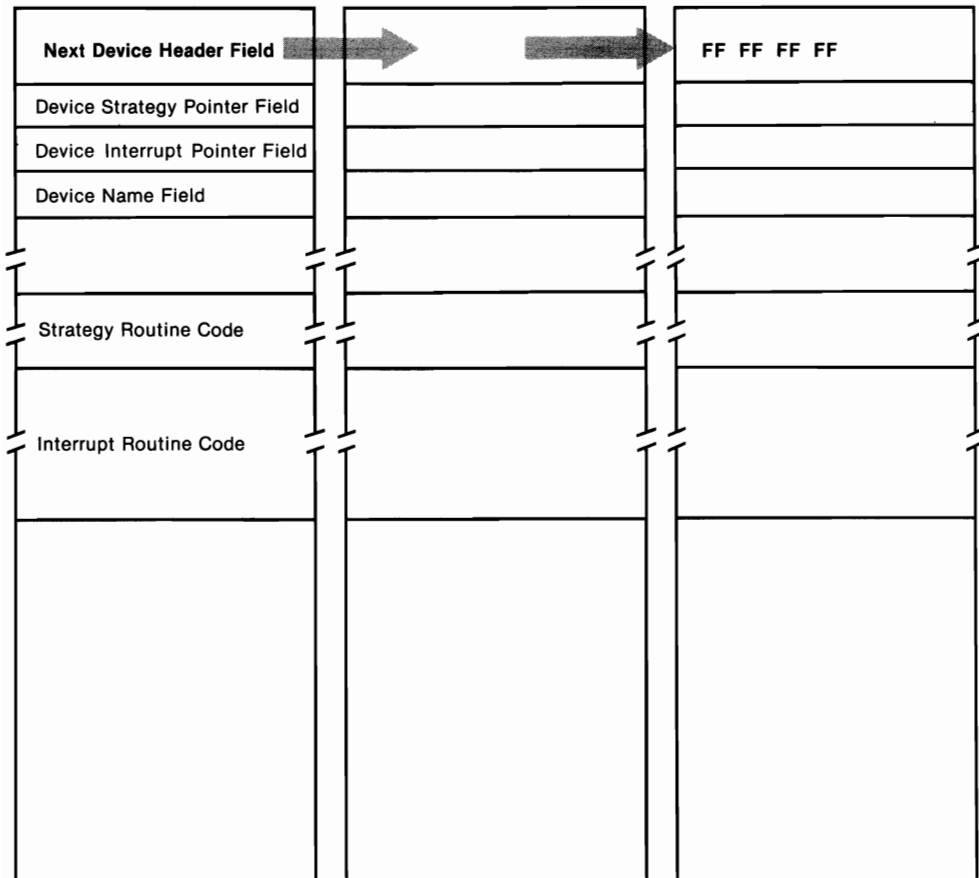 Next Device Header Field
FF FF FF FF
Device Strategy Pointer Field
Device Interrupt Pointer Field
Device Name Field
Strategy Routine Code
Interrupt Routine Code